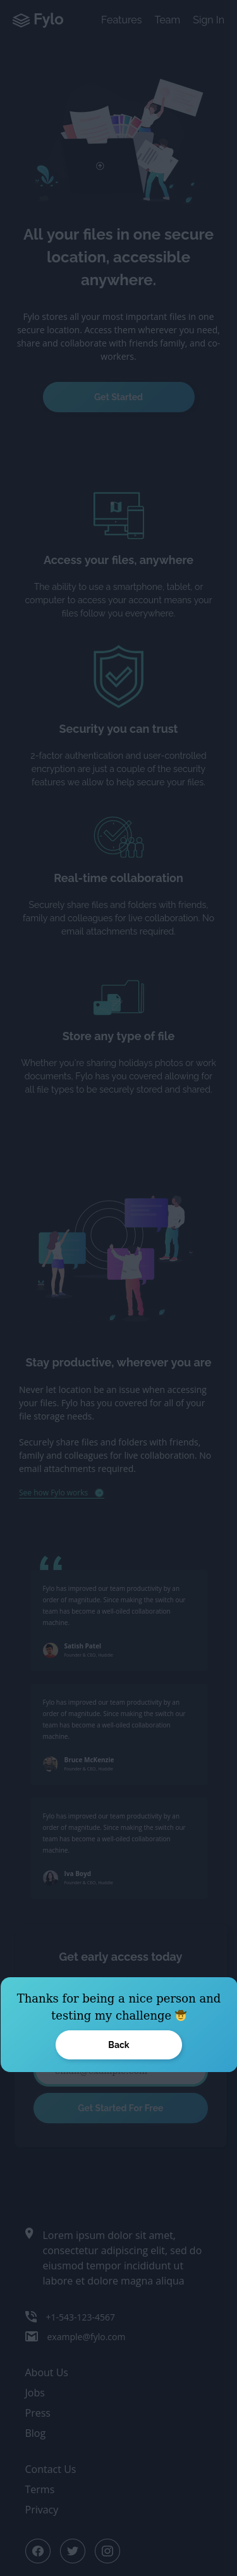 Fylo
Features Team Sign In
All your files in one secure
location, accessible
anywhere.
Fylo stores all your most important files in one
secure location. Access them wherever you need,
share and collaborate with friends family, and co-
workers.
Get Started
Access your files, anywhere
The ability to use a smartphone, tablet, or
computer to access your account means your
files follow you everywhere.
Security you can trust
2-factor authentication and user-controlled
encryption are just a couple of the security
features we allow to help secure your files.
Real-time collaboration
Securely share files and folders with friends,
family and colleagues for live collaboration. No
email attachments required.
Store any type of file
Whether you're sharing holidays photos or work
documents, Fylo has you covered allowing for
all file types to be securely stored and shared.
Stay productive, wherever you are
Never let location be an issue when accessing
your files. Fylo has you covered for all of your
file storage needs.
Securely share files and folders with friends,
family and colleagues for live collaboration. No
email attachments required.
See how Fylo works
Fylo has improved our team productivity by an
order of magnitude. Since making the switch our
team has become a well-oiled collaboration
machine.
Satish Patel
Founder & CEO, Huddle
Fylo has improved our team productivity by an
order of magnitude. Since making the switch our
team has become a well-oiled collaboration
machine.
Bruce McKenzie
Founder & CEO, Huddle
Fylo has improved our team productivity by an
order of magnitude. Since making the switch our
team has become a well-oiled collaboration
machine.
Iva Boyd
Founder & CEO, Huddle
Get early access today
Thanks for being a nice person and
testing my challenge 🤠
Back
Get Started For Free
Lorem ipsum dolor sit amet,
consectetur adipiscing elit, sed do
eiusmod tempor incididunt ut
labore et dolore magna aliqua
+1-543-123-4567
example@fylo.com
About Us
Jobs
Press
Blog
Contact Us
Terms
Privacy